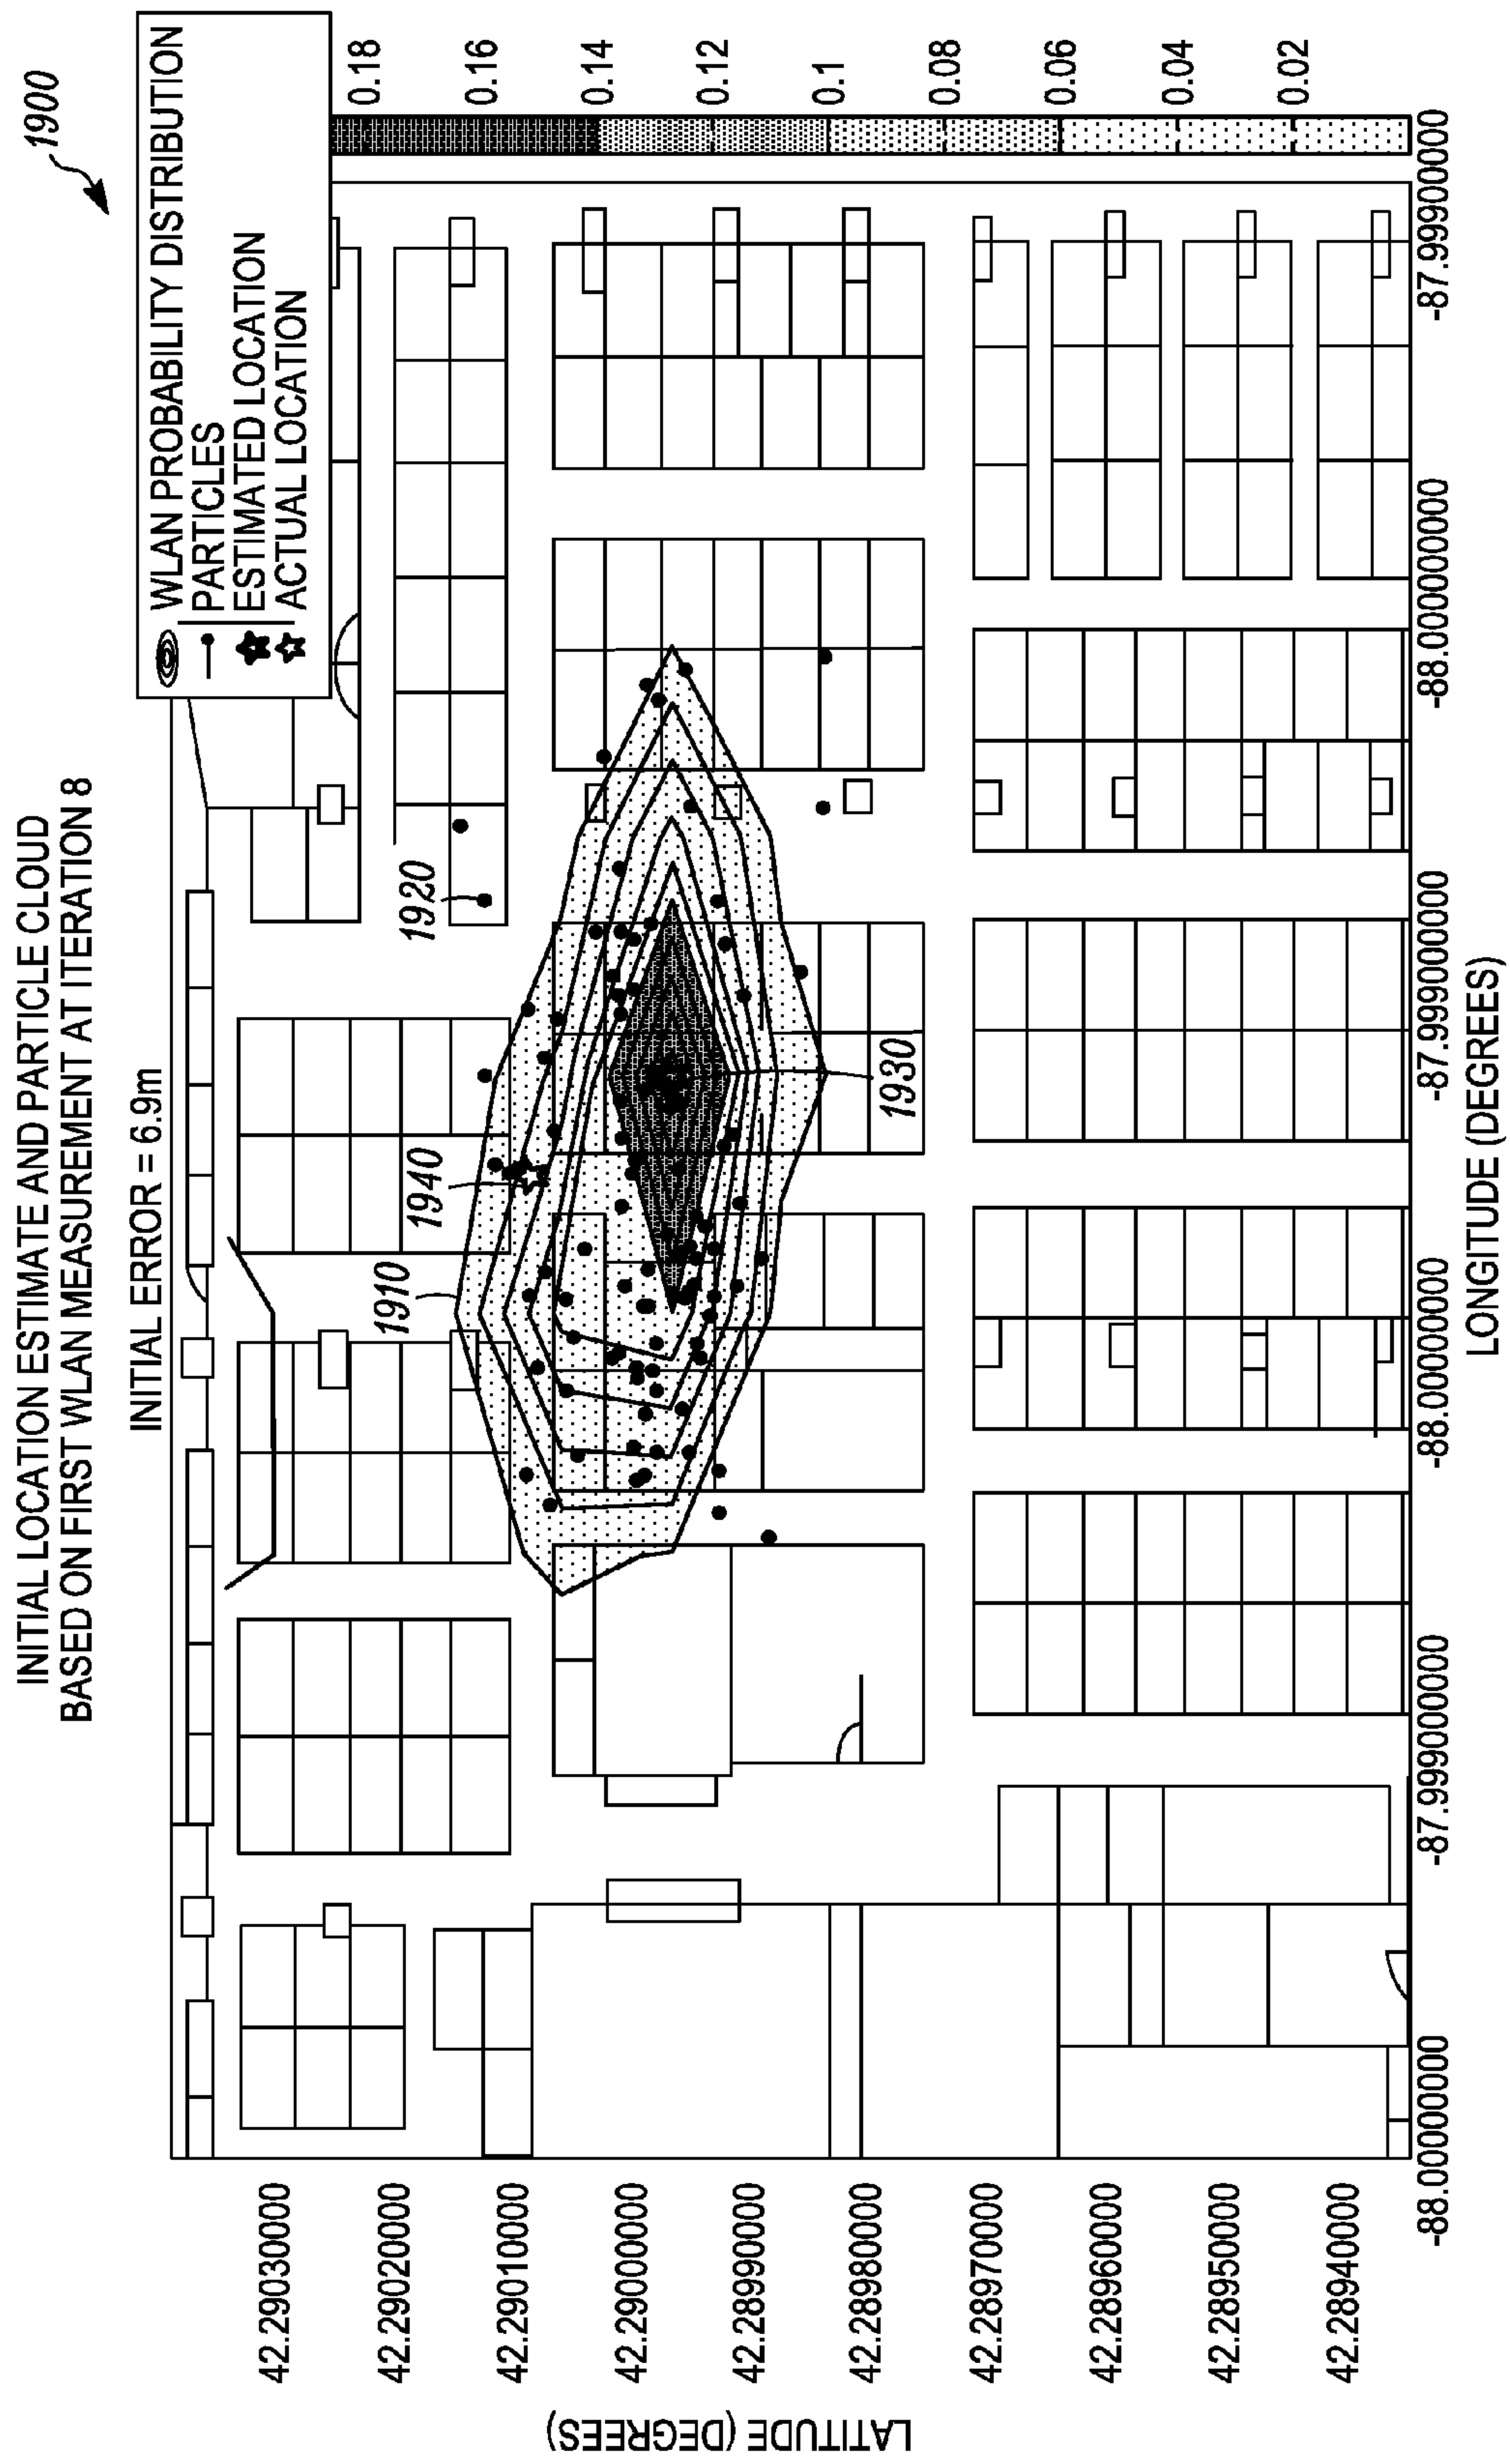 1900
INITIAL LOCATION ESTIMATE AND PARTICLE CLOUD
BASED ON FIRST WLAN MEASUREMENT AT ITERATION 8
INITIAL ERROR = 6.9m
WLAN PROBABILITY DISTRIBUTION
PARTICLES
ESTIMATED LOCATION
ACTUAL LOCATION
0.18
0.16
0.14
0.12
0.1
0.08
0.06
0.04
0.02
1910
1940
1920
1930
LATITUDE (DEGREES)
42.29030000
42.29020000
42.29010000
42.29000000
42.28990000
42.28980000
42.28970000
42.28960000
42.28950000
42.28940000
-88.00000000 -87.99900000 -88.00000000 -87.99900000 -88.00000000 -87.99900000
LONGITUDE (DEGREES)